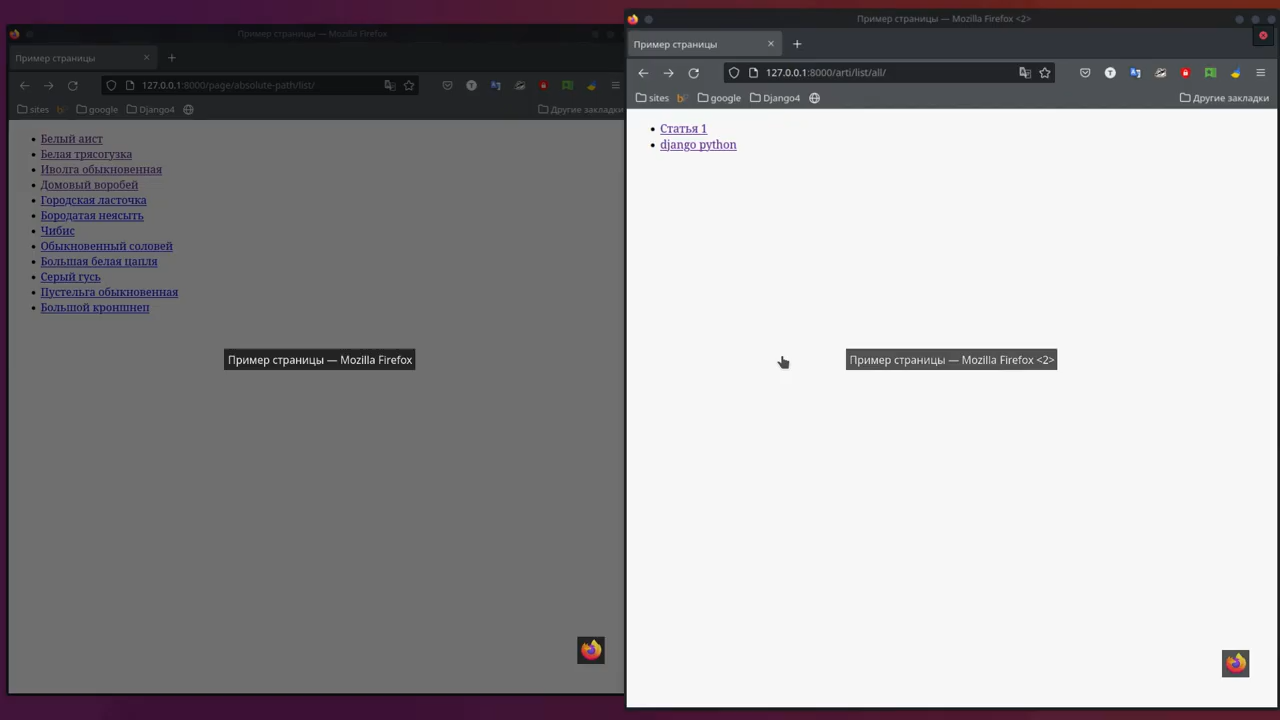 Пример страницы — Mozilla Firefox
Пример страницы
127.0.0.1:8000/page/absolute-path/list/
sites
google
Django4
Другие закладки
Белый аист
Белая трясогузка
Иволга обыкновенная
Домовый воробей
Городская ласточка
Бородатая неясыть
Чибис
Обыкновенный соловей
Большая белая цапля
Серый гусь
Пустельга обыкновенная
Большой кроншнеп
Пример страницы — Mozilla Firefox
Пример страницы — Mozilla Firefox <2>
Пример страницы
127.0.0.1:8000/arti/list/all/
sites
google
Django4
Другие закладки
Статья 1
django python
Пример страницы — Mozilla Firefox <2>